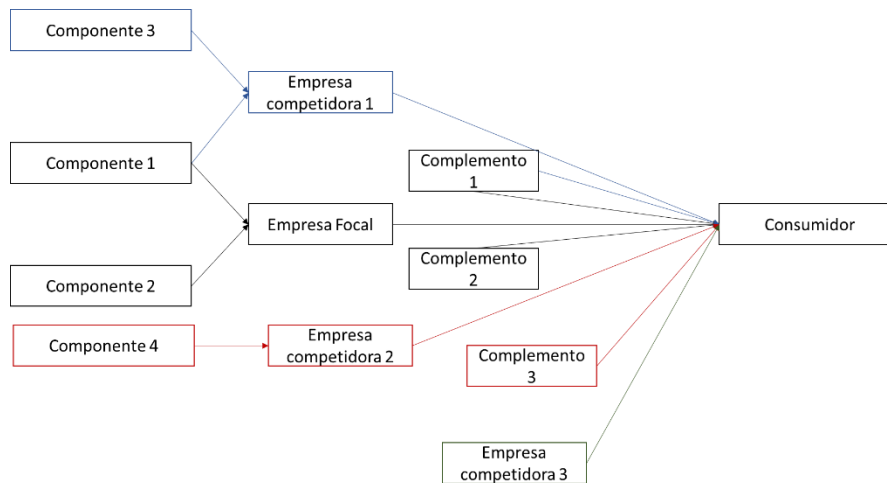 Componente 3
Empresa
competidora 1
Componente 1
Complemento
1
Empresa Focal
Consumidor
Complemento
2
Componente 2
Componente 4
Empresa
competidora 2
Complemento
3
Empresa
competidora 3